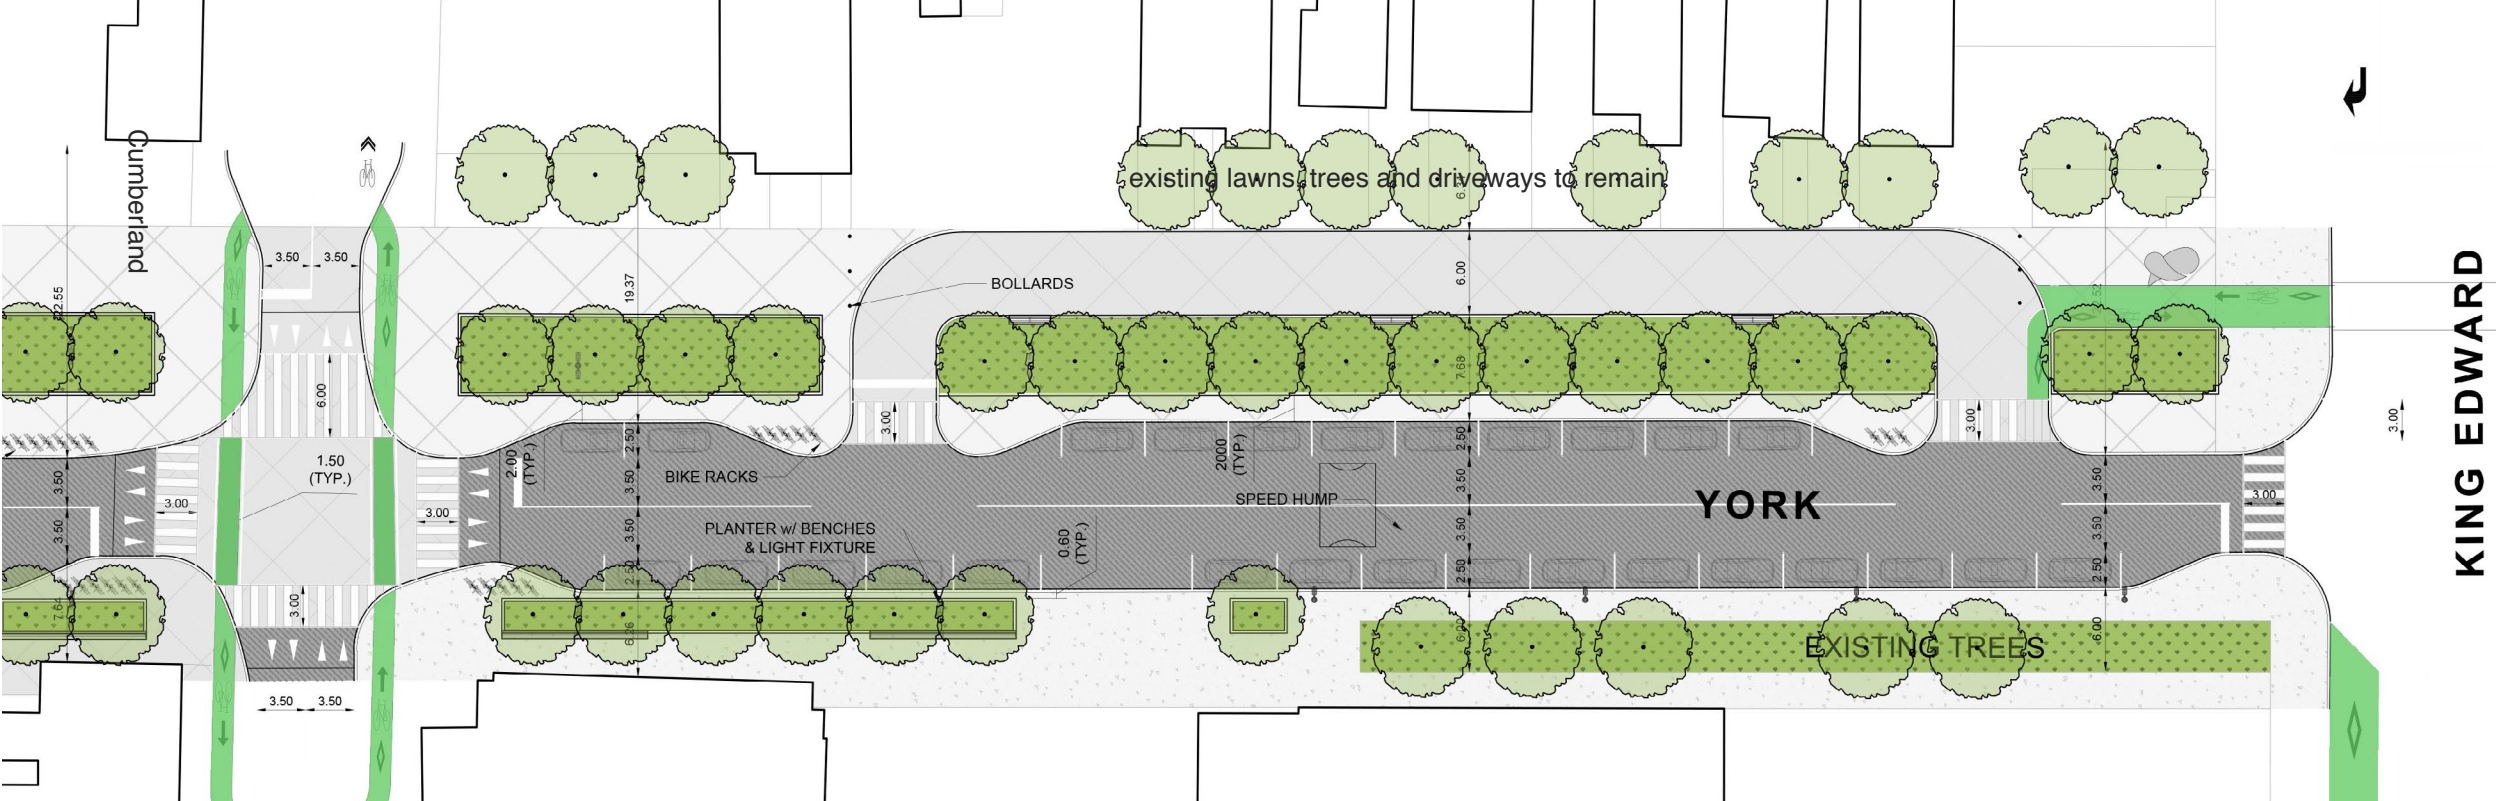 Cumberland
existing lawns, trees and driveways to remain
3.50
3.50
22.55
19.37
6.00
BOLLARDS
KING EDWARD
6.00
7.68
3.00
3.00
3.00
2.00
(TYP.)
2.50
2000
(TYP.)
2.50
1.50
(TYP.)
BIKE RACKS
3.50
3.50
3.50
3.50
3.00
3.00
SPEED HUMP
YORK
3.00
PLANTER w/ BENCHES
& LIGHT FIXTURE
0.60
(TYP.)
3.50
3.50
3.50
3.50
2.50
2.50
2.50
3.00
7.64
6.26
6.00
EXISTING TREES
3.50
3.50